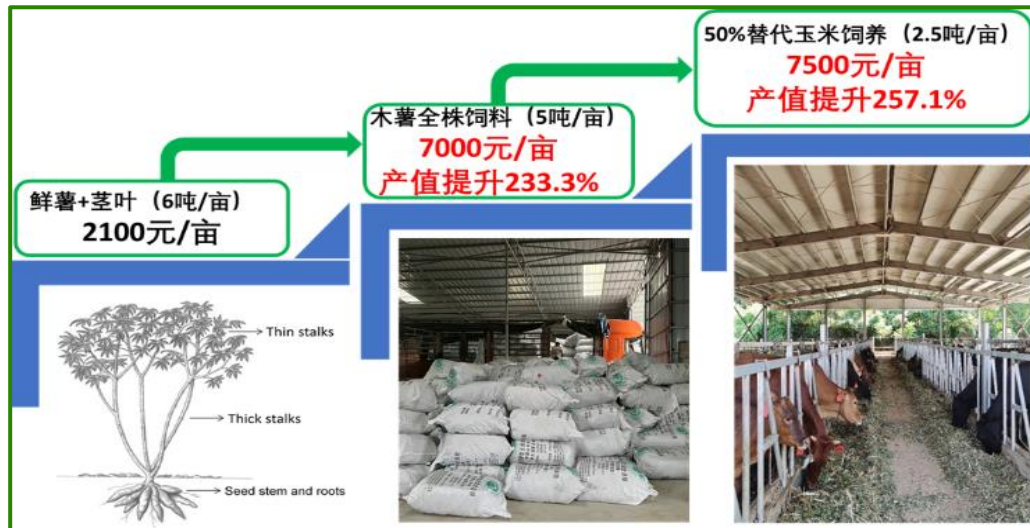 50%替代玉米饲养（2.5吨/亩）
7500元/亩
产值提升257.1%
木薯全株饲料（5吨/亩）
7000元/亩
产值提升233.3%
鲜薯+茎叶（6吨/亩）
2100元/亩
Thin stalks
Thick stalks
Seed stem and roots